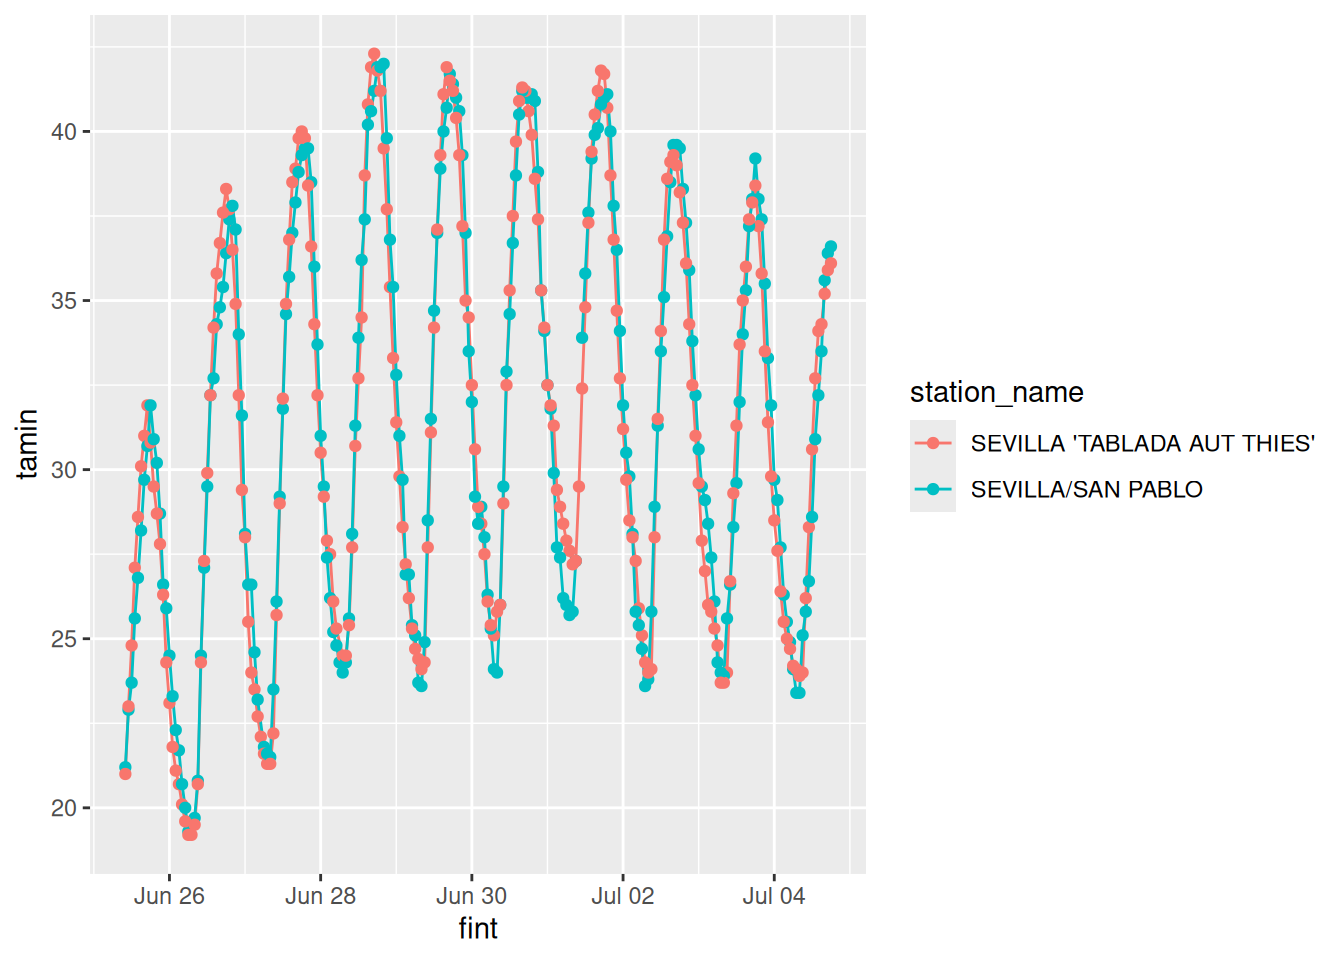 40
35
30
25
20
tamin
Jun 26
Jun 28
Jun 30
Jul 02
Jul 04
fint
station_name
SEVILLA 'TABLADA AUT THIES'
SEVILLA/SAN PABLO